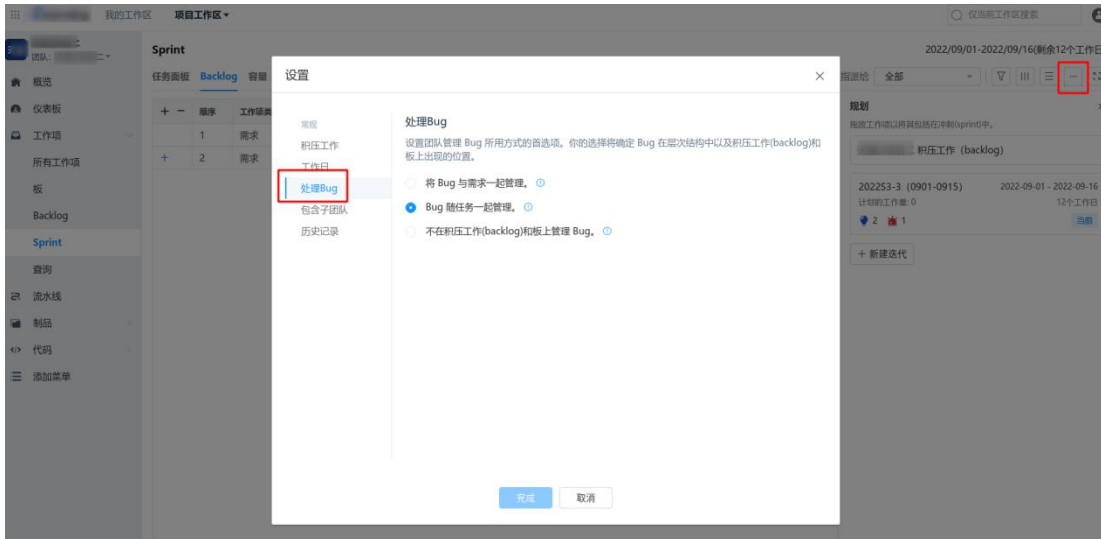 我的工作区 项目工作区
仅当前工作区搜索
团队:
概览
仪表板
工作项
所有工作项
板
Backlog
Sprint
查询
流水线
制品
代码
添加菜单
Sprint
2022/09/01-2022/09/16(剩余12个工作日
任务面板 Backlog 容量
指派给 全部
+ - 顺序 工作项类
1 需求
+ 2 需求
设置
常规
积压工作
工作日
处理Bug
包含子团队
历史记录
处理Bug
设置团队管理 Bug 所用方式的首选项。你的选择将确定 Bug 在层次结构中以及积压工作(backlog)和
板上出现的位置。
将 Bug 与需求一起管理。
Bug 随任务一起管理。
不在积压工作(backlog)和板上管理 Bug。
完成 取消
规划
拖放工作项以将其包括在冲刺(sprint)中。
积压工作 (backlog)
2022S3-3 (0901-0915) 2022-09-01 - 2022-09-16
计划的工作量: 0 12个工作日
2 1 当前
+ 新建迭代